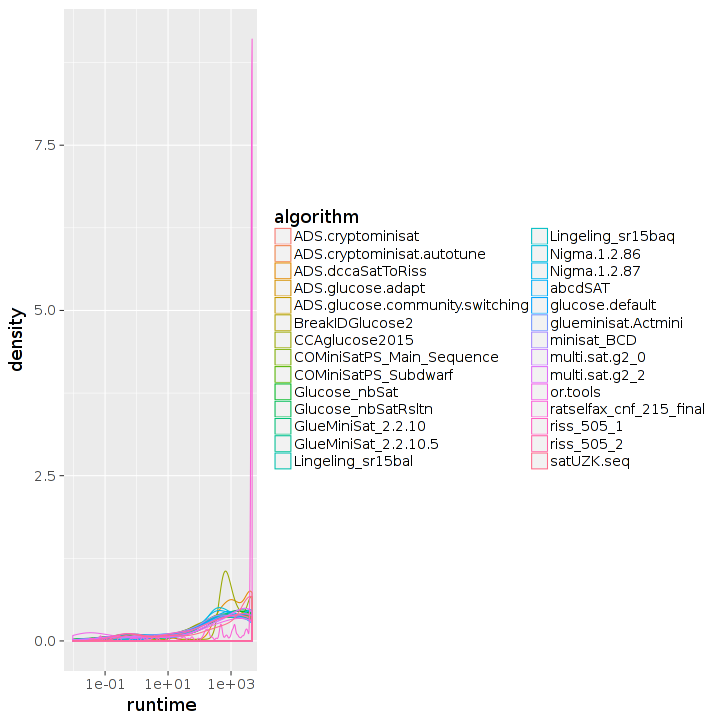 7.5
5.0
2.5
0.0
density
1e-01 1e+01 1e+03
runtime
algorithm
ADS.cryptominisat
ADS.cryptominisat.autotune
ADS.dccaSatToRiss
ADS.glucose.adapt
ADS.glucose.community.switching
BreakIDGlucose2
CCAglucose2015
COMiniSatPS_Main_Sequence
COMiniSatPS_Subdwarf
Glucose_nbSat
Glucose_nbSatRsltn
GlueMiniSat_2.2.10
GlueMiniSat_2.2.10.5
Lingeling_sr15bal
Lingeling_sr15baq
Nigma.1.2.86
Nigma.1.2.87
abcdSAT
glucose.default
glueminisat.Actmini
minisat_BCD
multi.sat.g2_0
multi.sat.g2_2
or.tools
ratselfax_cnf_215_final
riss_505_1
riss_505_2
satUZK.seq